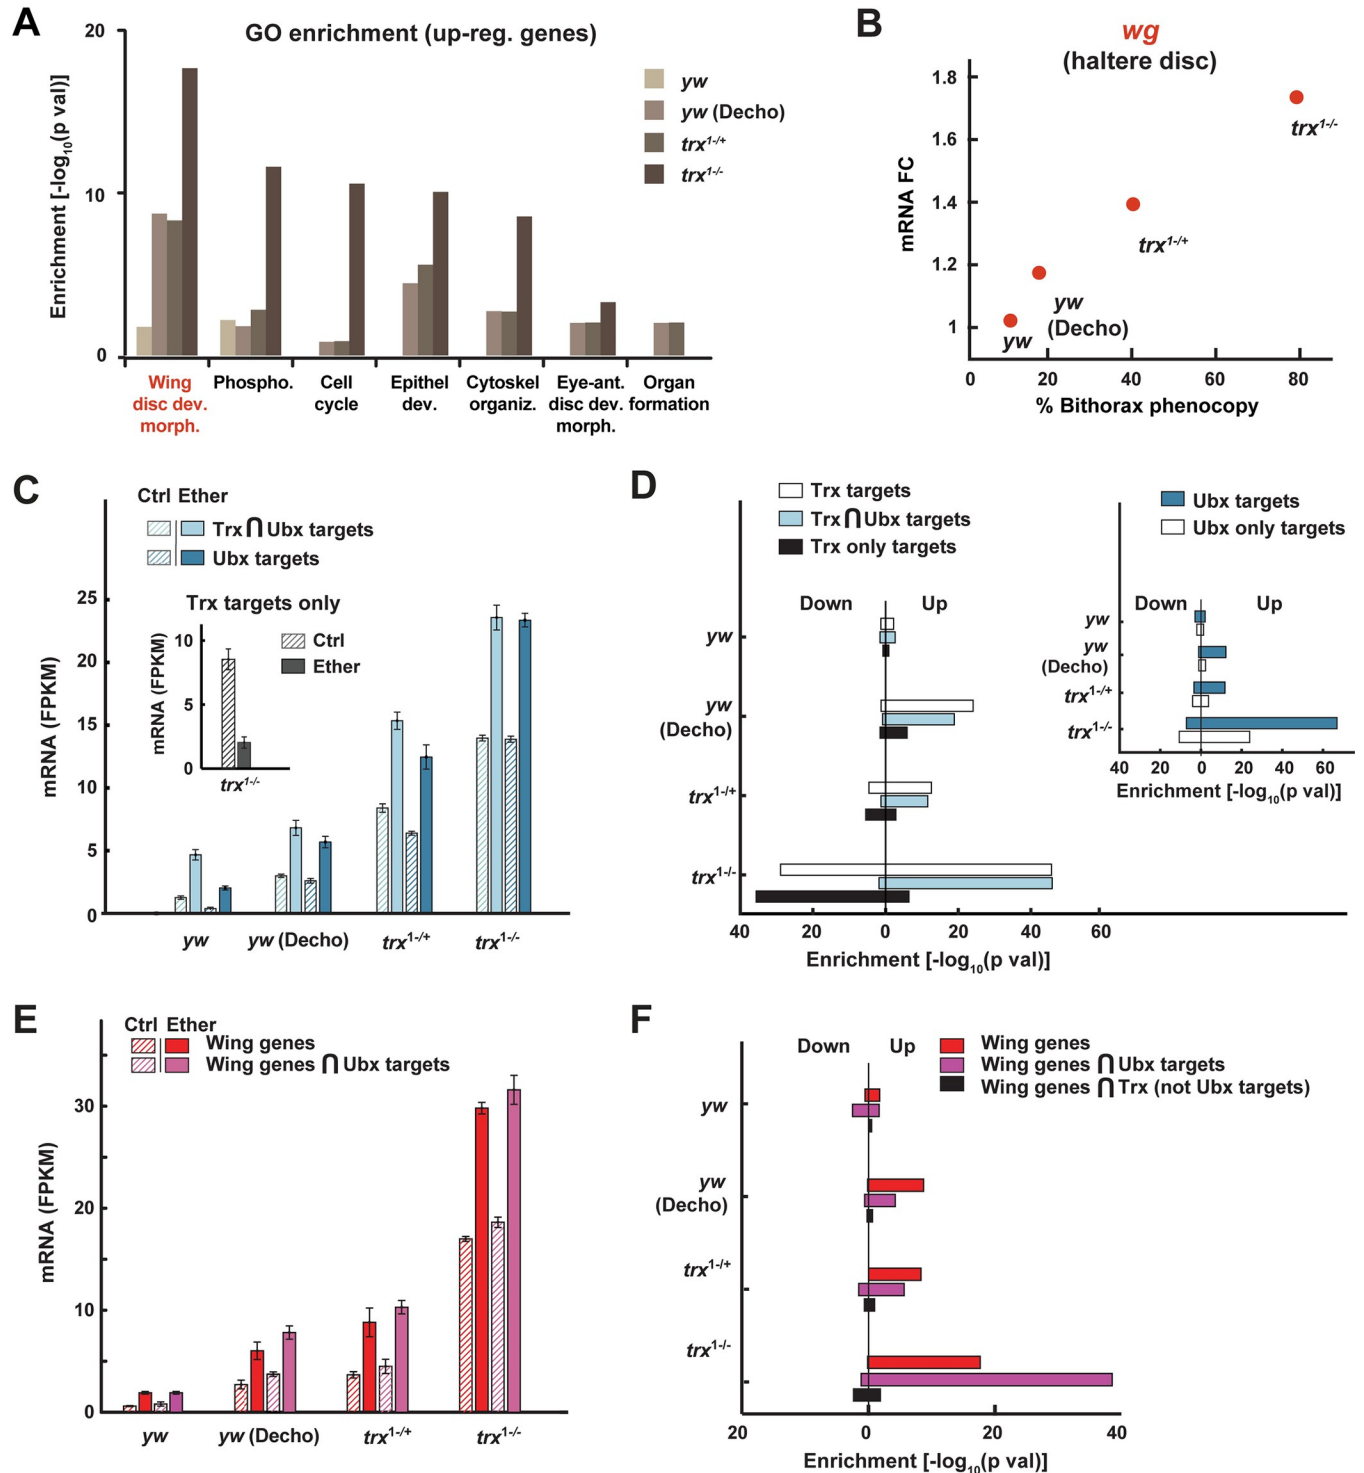 A
GO enrichment (up-reg. genes)
Enrichment [-log10(p val)]
20
10
0
yw
yw (Decho)
trx1-/+
trx1-/-
Wing
disc dev.
morph.
Phospho.
Cell
cycle
Epithel
dev.
Cytoskel
organiz.
Eye-ant.
disc dev.
morph.
Organ
formation
B
wg
(haltere disc)
mRNA FC
1.8
1.6
1.4
1.2
1
trx1-/-
trx1-/+
yw
(Decho)
yw
0 20 40 60 80
% Bithorax phenocopy
C
Ctrl Ether
Trx ⋂ Ubx targets
Ubx targets
mRNA (FPKM)
25
20
15
10
5
0
Trx targets only
mRNA (FPKM)
10
5
0
Ctrl
Ether
trx1-/-
yw yw (Decho) trx1-/+ trx1-/-
D
Trx targets
Trx ⋂ Ubx targets
Trx only targets
Down Up
yw
yw
(Decho)
trx1-/+
trx1-/-
40 20 0 20 40 60
Enrichment [-log10(p val)]
Ubx targets
Ubx only targets
Down Up
yw
yw
(Decho)
trx1-/+
trx1-/-
40 20 0 20 40 60
Enrichment [-log10(p val)]
E
Ctrl Ether
Wing genes
Wing genes ⋂ Ubx targets
mRNA (FPKM)
30
20
10
0
yw yw (Decho) trx1-/+ trx1-/-
F
Down Up
Wing genes
Wing genes ⋂ Ubx targets
Wing genes ⋂ Trx (not Ubx targets)
yw
yw
(Decho)
trx1-/+
trx1-/-
20 0 20 40
Enrichment [-log10(p val)]